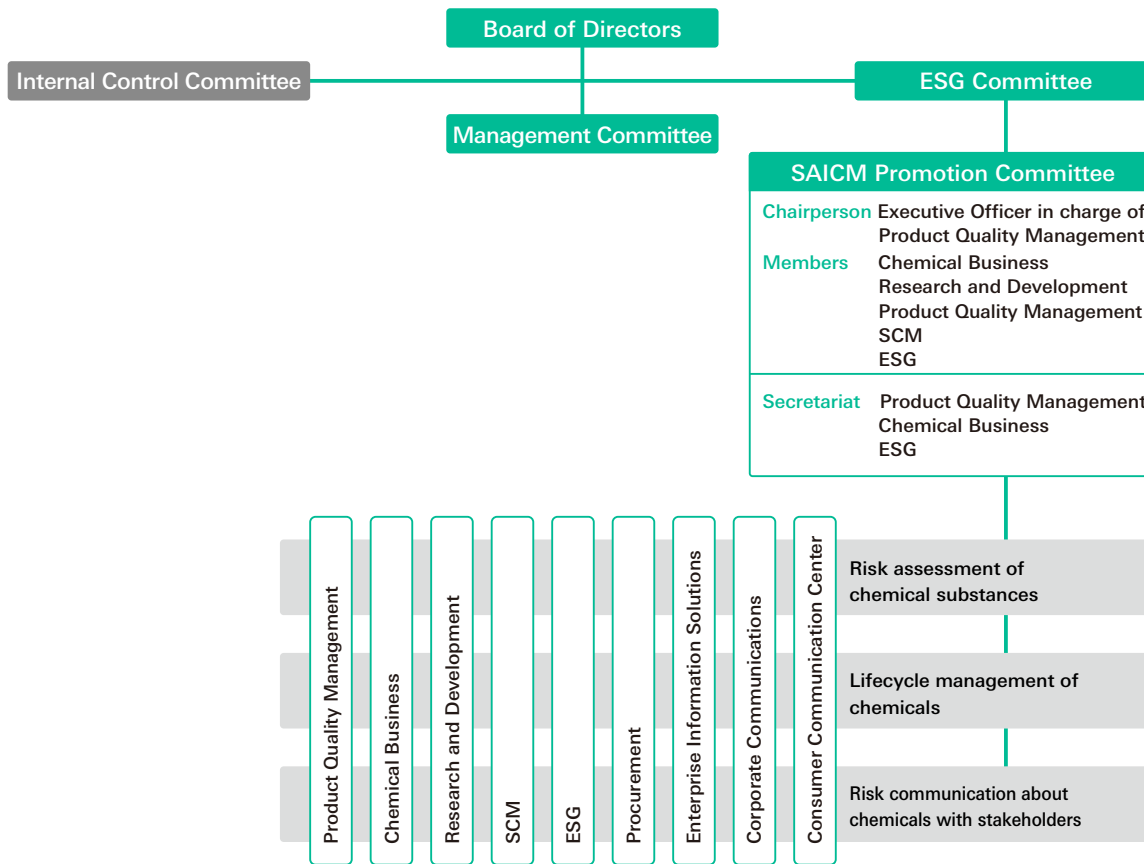 Board of Directors
Internal Control Committee
ESG Committee
Management Committee
SAICM Promotion Committee
Chairperson Executive Officer in charge of
Product Quality Management
Members Chemical Business
Research and Development
Product Quality Management
SCM
ESG
Secretariat Product Quality Management
Chemical Business
ESG
Product Quality Management
Chemical Business
Research and Development
SCM
ESG
Procurement
Enterprise Information Solutions
Corporate Communications
Consumer Communication Center
Risk assessment of
chemical substances
Lifecycle management of
chemicals
Risk communication about
chemicals with stakeholders